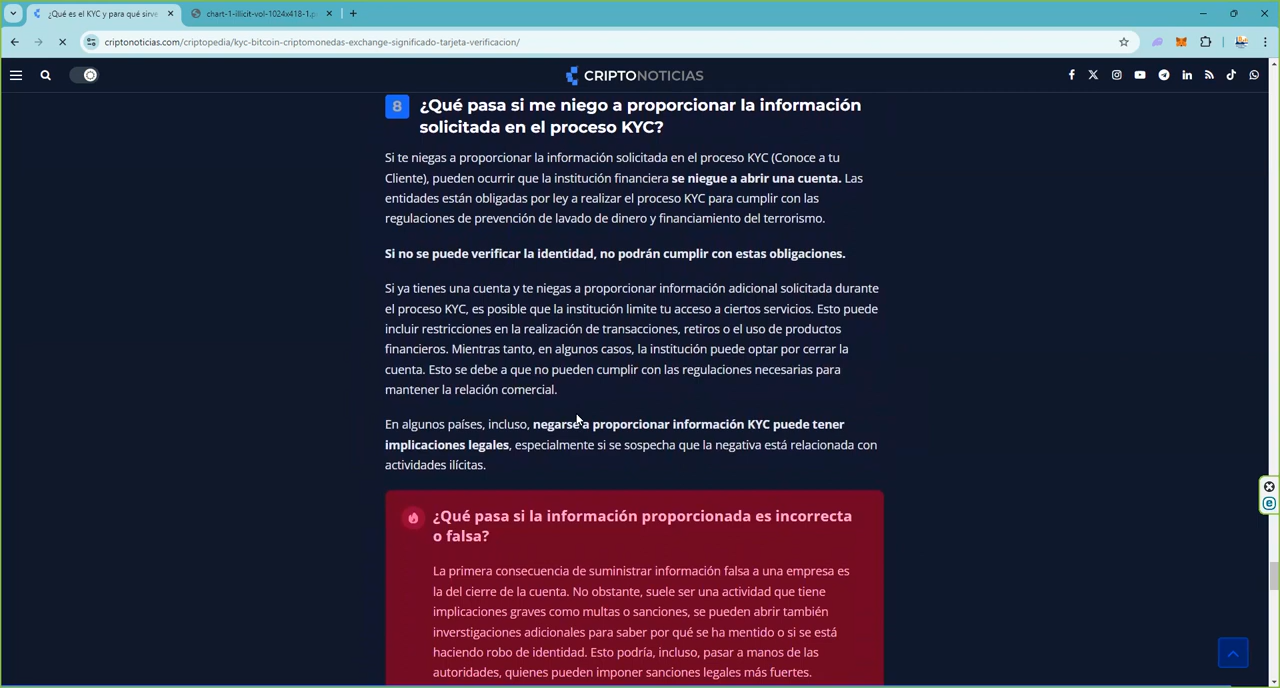 ¿Qué es el KYC y para qué sirve
chart-1-illicit-vol-1024x418-1.p
criptonoticias.com/criptopedia/kyc-bitcoin-criptomonedas-exchange-significado-tarjeta-verificacion/
CRIPTONOTICIAS
8 ¿Qué pasa si me niego a proporcionar la información
solicitada en el proceso KYC?
Si te niegas a proporcionar la información solicitada en el proceso KYC (Conoce a tu
Cliente), pueden ocurrir que la institución financiera se niegue a abrir una cuenta. Las
entidades están obligadas por ley a realizar el proceso KYC para cumplir con las
regulaciones de prevención de lavado de dinero y financiamiento del terrorismo.
Si no se puede verificar la identidad, no podrán cumplir con estas obligaciones.
Si ya tienes una cuenta y te niegas a proporcionar información adicional solicitada durante
el proceso KYC, es posible que la institución limite tu acceso a ciertos servicios. Esto puede
incluir restricciones en la realización de transacciones, retiros o el uso de productos
financieros. Mientras tanto, en algunos casos, la institución puede optar por cerrar la
cuenta. Esto se debe a que no pueden cumplir con las regulaciones necesarias para
mantener la relación comercial.
En algunos países, incluso, negarse a proporcionar información KYC puede tener
implicaciones legales, especialmente si se sospecha que la negativa está relacionada con
actividades ilícitas.
¿Qué pasa si la información proporcionada es incorrecta
o falsa?
La primera consecuencia de suministrar información falsa a una empresa es
la del cierre de la cuenta. No obstante, suele ser una actividad que tiene
implicaciones graves como multas o sanciones, se pueden abrir también
inverstigaciones adicionales para saber por qué se ha mentido o si se está
haciendo robo de identidad. Esto podría, incluso, pasar a manos de las
autoridades, quienes pueden imponer sanciones legales más fuertes.